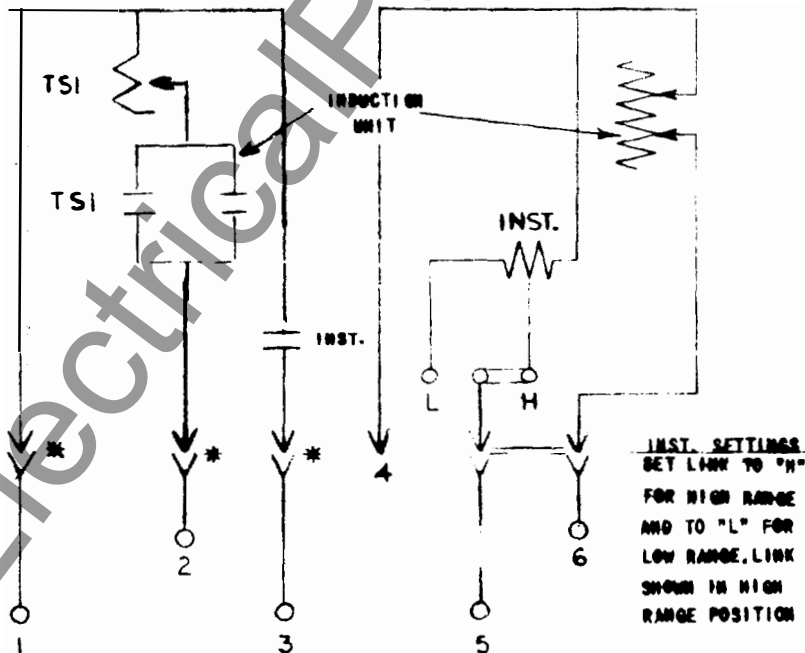 TSI
INDUCTION
UNIT
TSI
INST.
INST.
L
H
*
*
*
4
2
6
1
3
5
INST. SETTINGS
SET LINK TO "H"
FOR HIGH RANGE
AND TO "L" FOR
LOW RANGE. LINK
SHOWN IN HIGH
RANGE POSITION